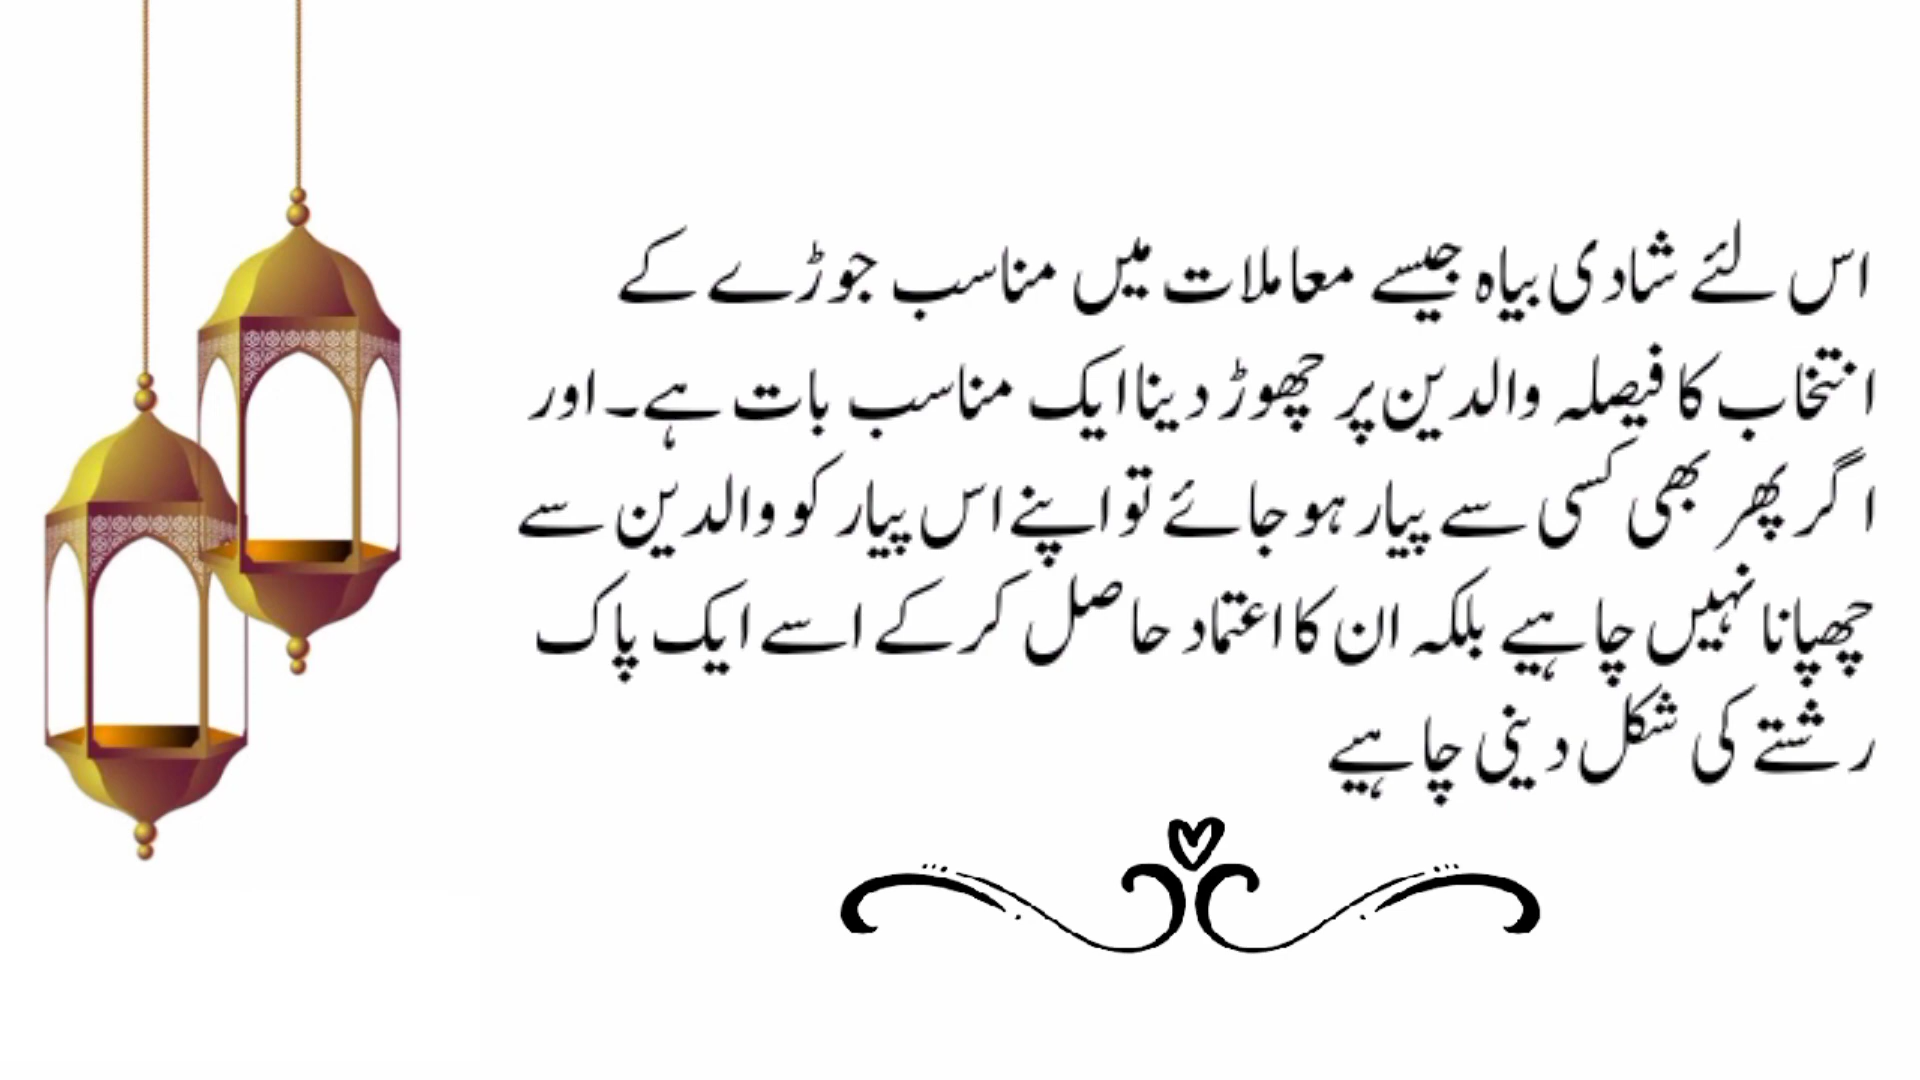 اس لئے شادی بیاہ جیسے معاملات میں مناسب جوڑے کے
انتخاب کا فیصلہ والدین پر چھوڑ دینا ایک مناسب بات ہے۔ اور
اگر پھر بھی کسی سے پیار ہو جائے تو اپنے اس پیار کو والدین سے
چھپانا نہیں چاہیے بلکہ ان کا اعتماد حاصل کرکے اسے ایک پاک
رشتے کی شکل دینی چاہیے